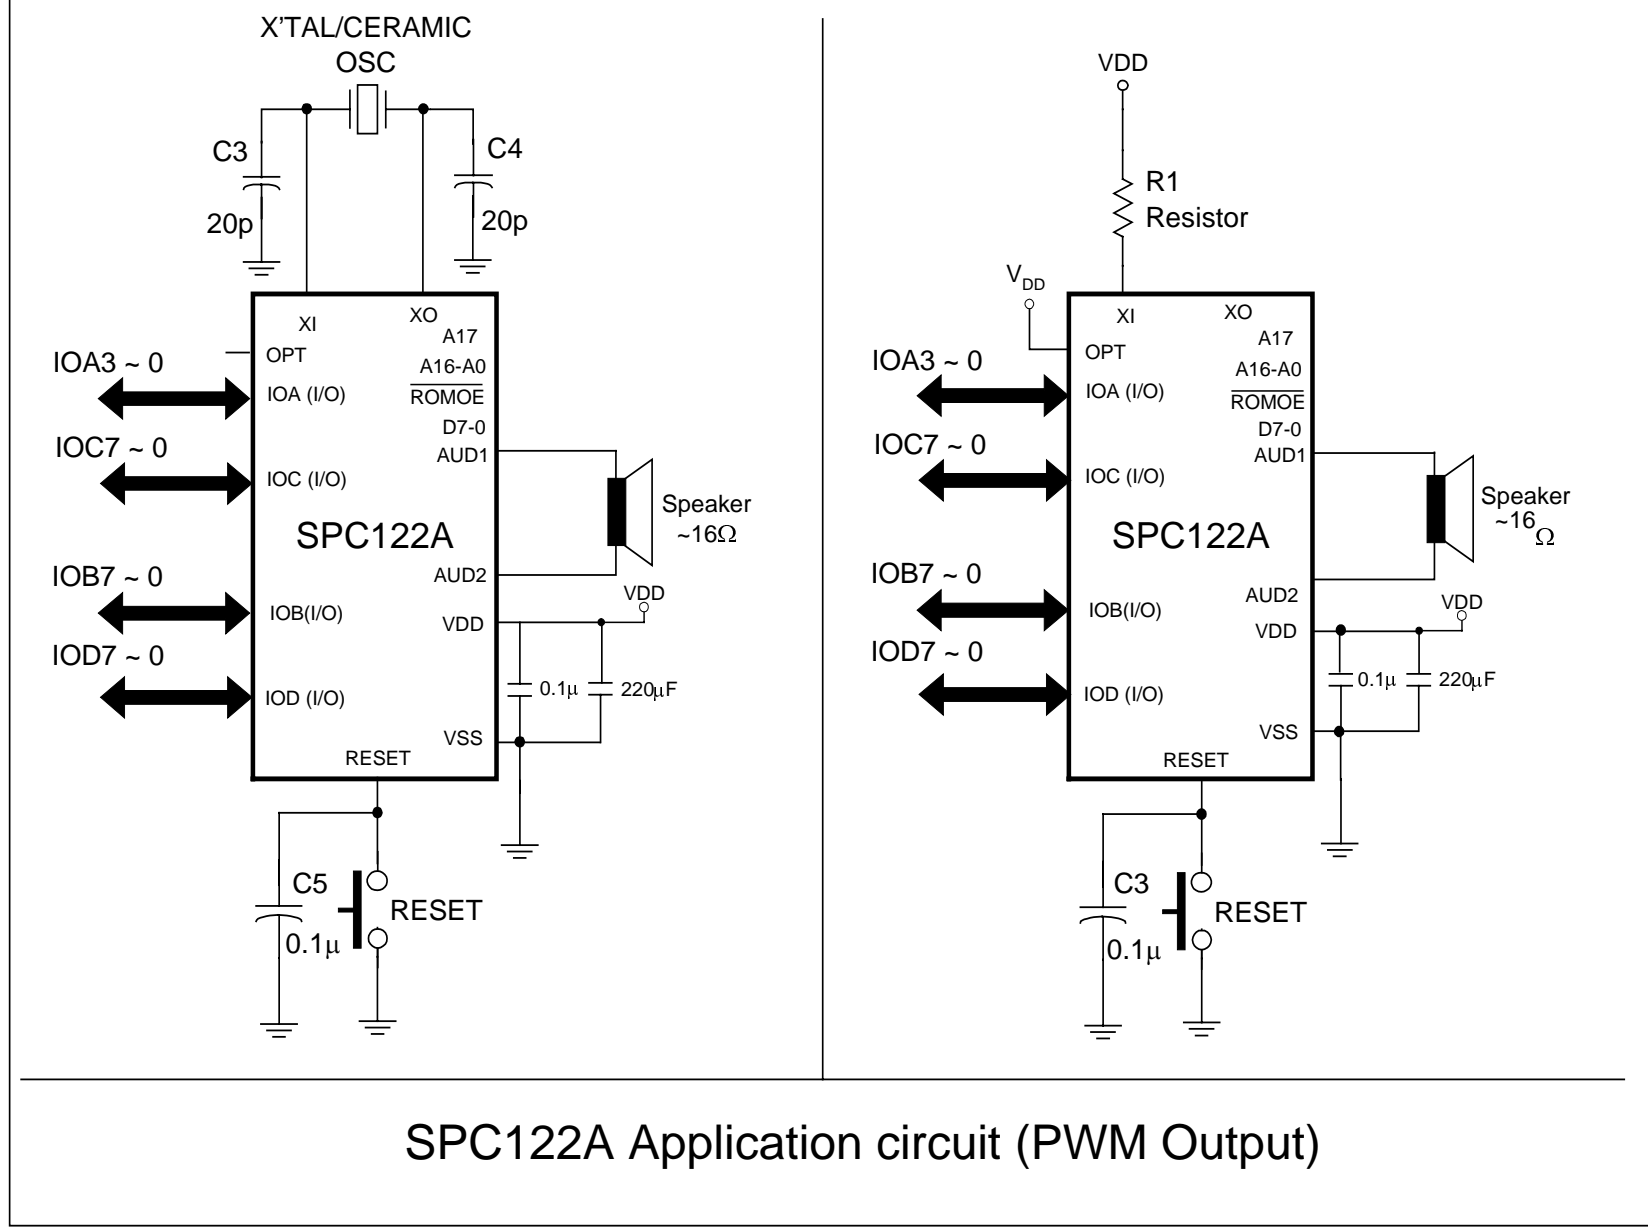 X'TAL/CERAMIC
OSC
C3
20p
C4
20p
XI
XO
A17
OPT
A16-A0
IOA3 ~ 0
IOA (I/O)
ROMOE
D7-0
AUD1
IOC7 ~ 0
IOC (I/O)
SPC122A
Speaker
~16Ω
AUD2
IOB7 ~ 0
IOB(I/O)
VDD
VDD
IOD7 ~ 0
IOD (I/O)
0.1μ
220μF
VSS
RESET
C5
0.1μ
RESET
VDD
R1
Resistor
VDD
XI
XO
A17
OPT
A16-A0
IOA3 ~ 0
IOA (I/O)
ROMOE
D7-0
AUD1
IOC7 ~ 0
IOC (I/O)
SPC122A
Speaker
~16
Ω
AUD2
IOB7 ~ 0
IOB(I/O)
VDD
VDD
IOD7 ~ 0
IOD (I/O)
0.1μ
220μF
VSS
RESET
C3
0.1μ
RESET
SPC122A Application circuit (PWM Output)